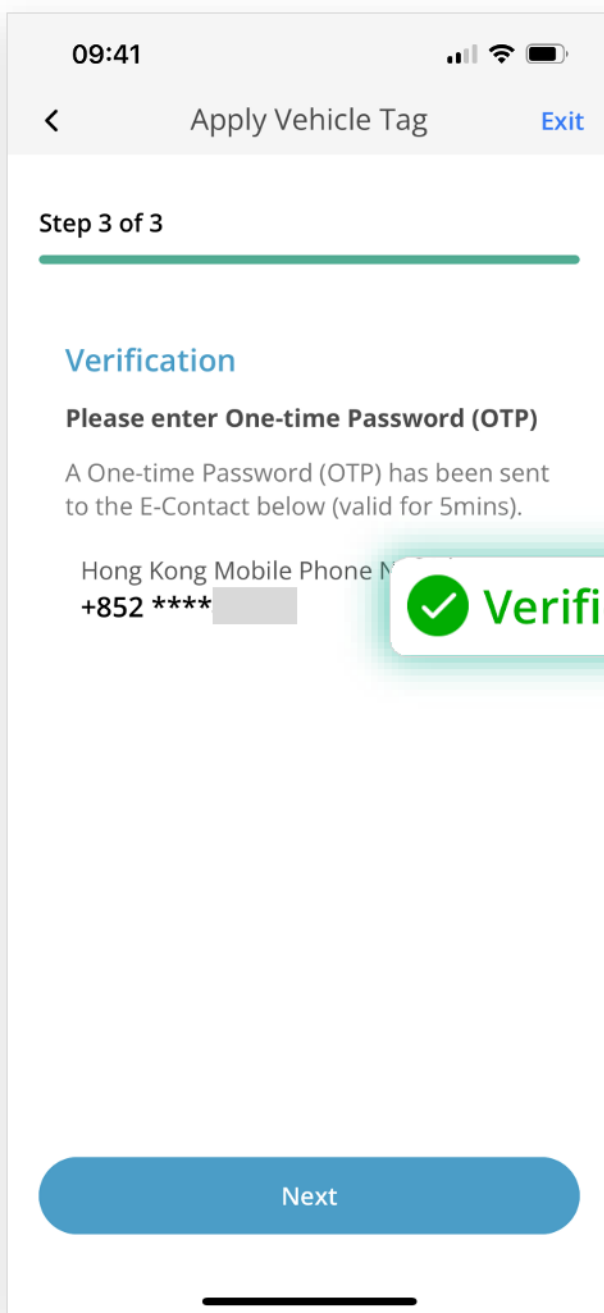 09:41
Apply Vehicle Tag
Exit
Step 3 of 3
Verification
Please enter One-time Password (OTP)
A One-time Password (OTP) has been sent
to the E-Contact below (valid for 5mins).
Hong Kong Mobile Phone
+852 ****
Verifi
Next